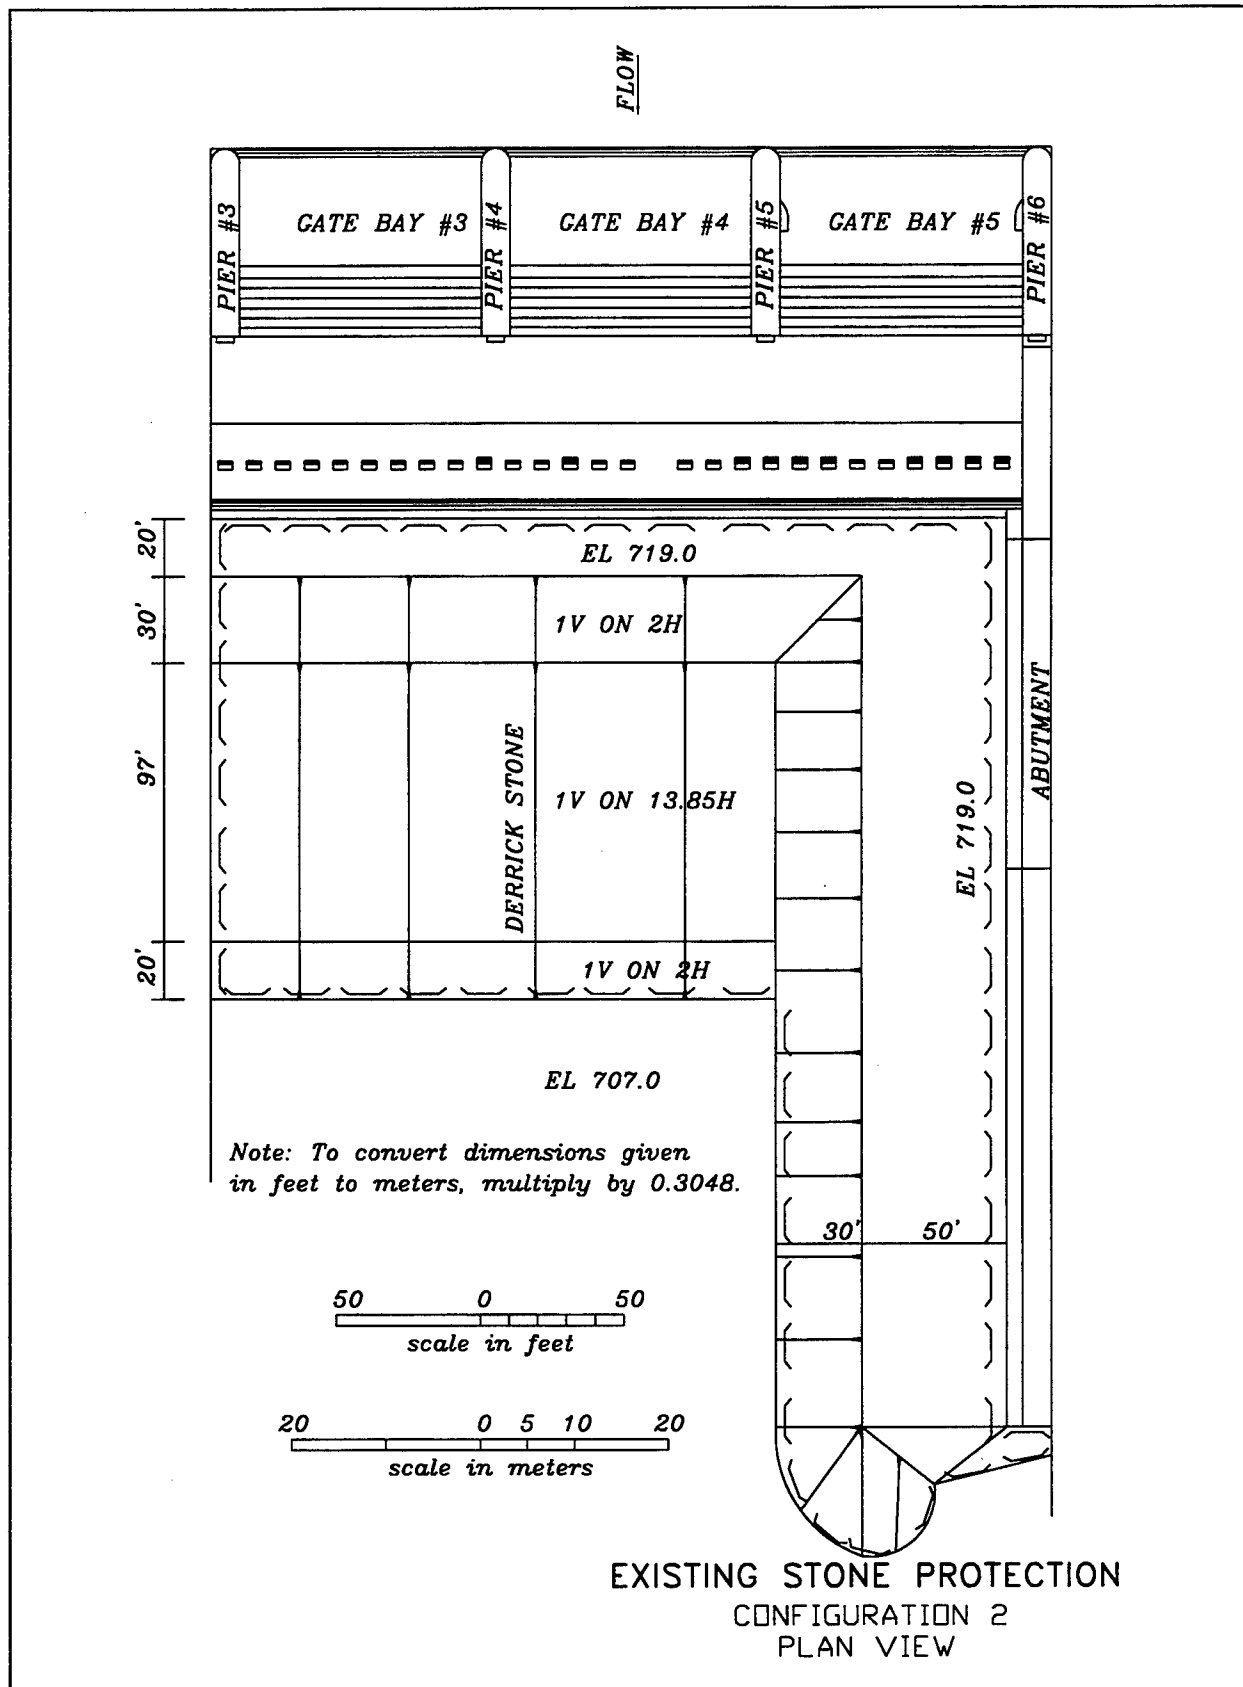 FLOW
PIER #3
GATE BAY #3
PIER #4
GATE BAY #4
PIER #5
GATE BAY #5
PIER #6
20'
EL 719.0
30'
1V ON 2H
97'
DERRICK STONE
1V ON 13.85H
EL 719.0
ABUTMENT
20'
1V ON 2H
EL 707.0
Note: To convert dimensions given
in feet to meters, multiply by 0.3048.
30' 50'
50 0 50
scale in feet
20 0 5 10 20
scale in meters
EXISTING STONE PROTECTION
CONFIGURATION 2
PLAN VIEW